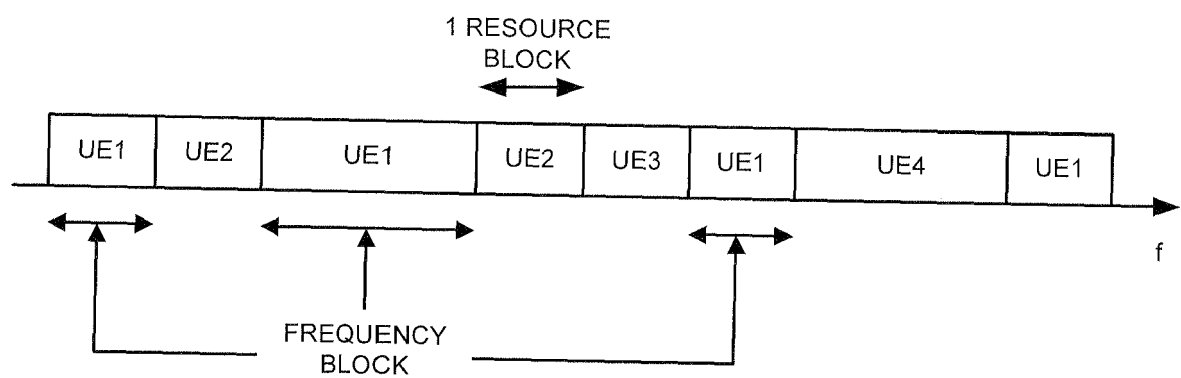 1 RESOURCE
BLOCK
UE1 UE2 UE1 UE2 UE3 UE1 UE4 UE1
f
FREQUENCY
BLOCK